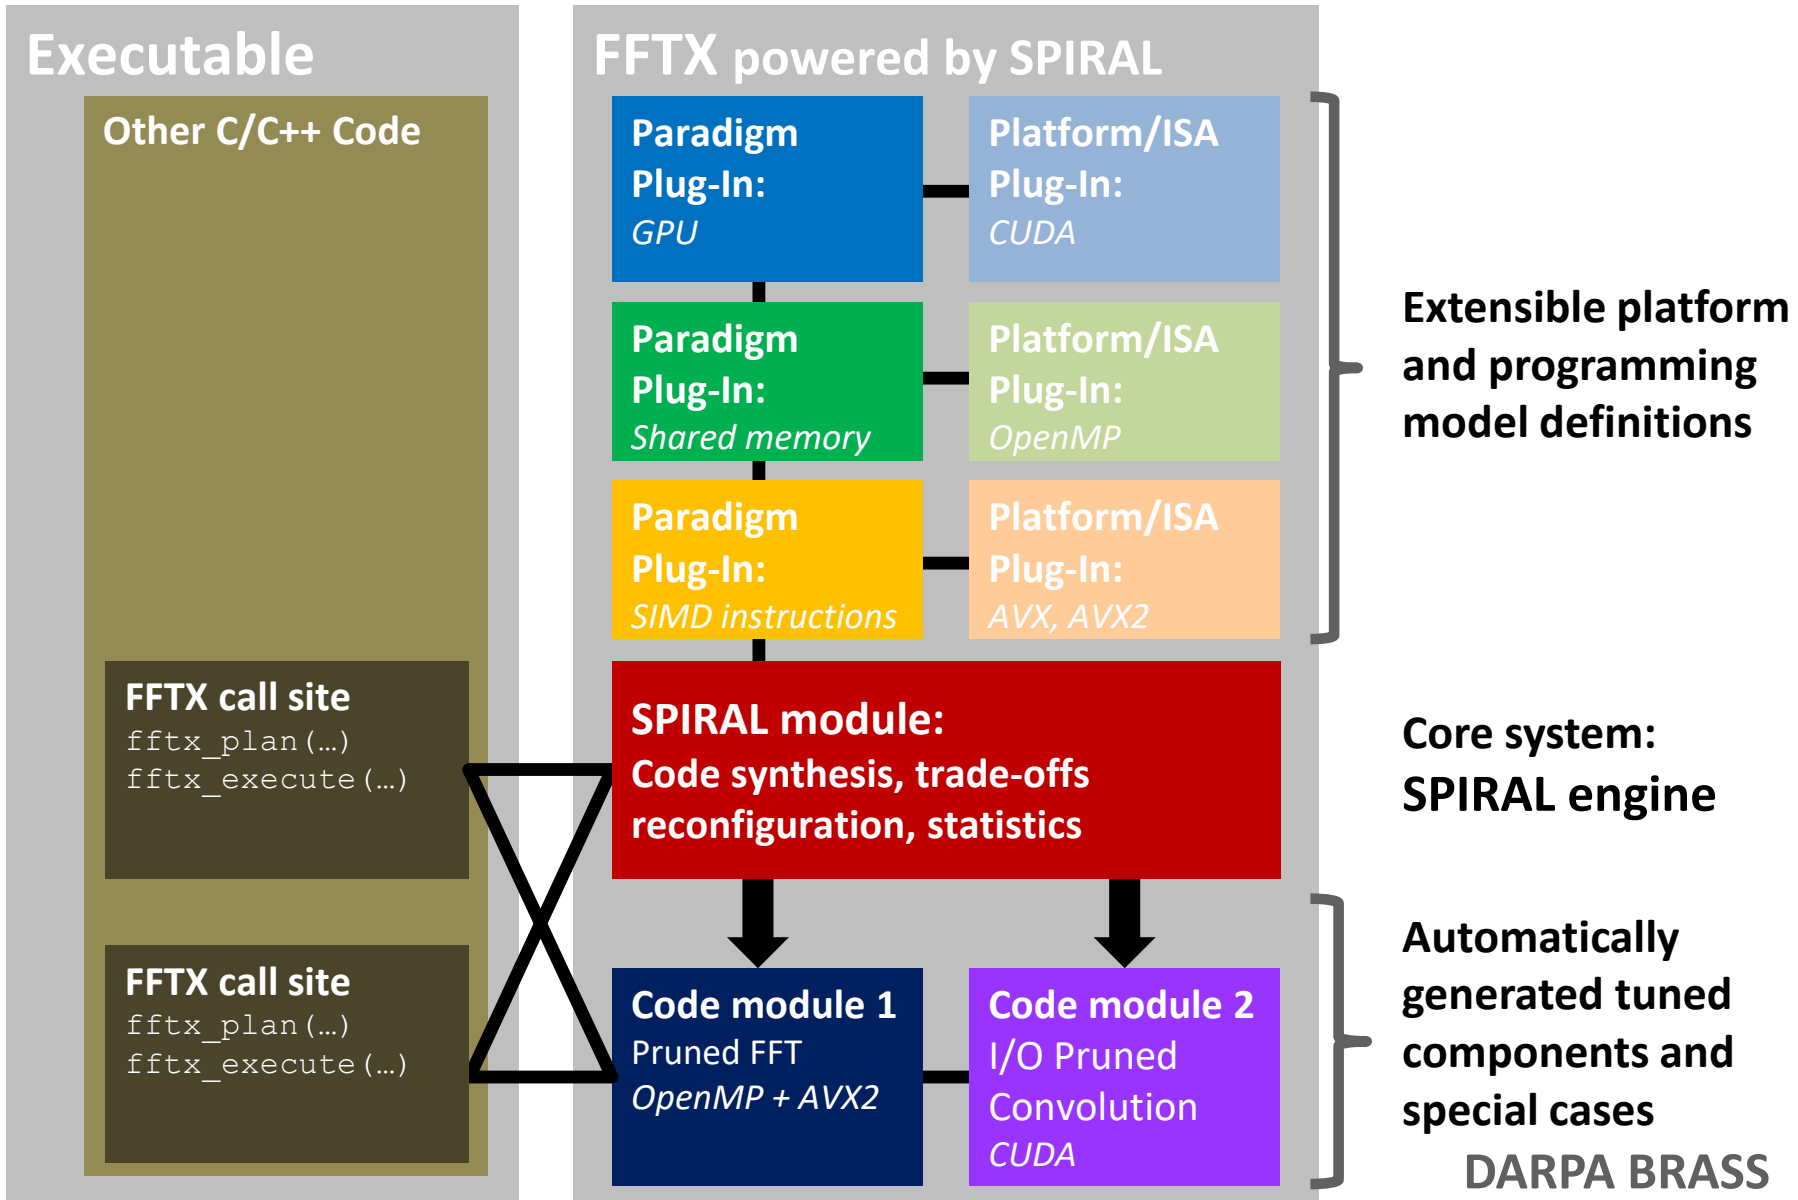 Executable
Other C/C++ Code
FFTX call site
fftx_plan(…)
fftx_execute(…)
FFTX call site
fftx_plan(…)
fftx_execute(…)
FFTX powered by SPIRAL
Paradigm
Plug-In:
GPU
Platform/ISA
Plug-In:
CUDA
Paradigm
Plug-In:
Shared memory
Platform/ISA
Plug-In:
OpenMP
Paradigm
Plug-In:
SIMD instructions
Platform/ISA
Plug-In:
AVX, AVX2
SPIRAL module:
Code synthesis, trade-offs
reconfiguration, statistics
Code module 1
Pruned FFT
OpenMP + AVX2
Code module 2
I/O Pruned
Convolution
CUDA
Extensible platform
and programming
model definitions
Core system:
SPIRAL engine
Automatically
generated tuned
components and
special cases
DARPA BRASS